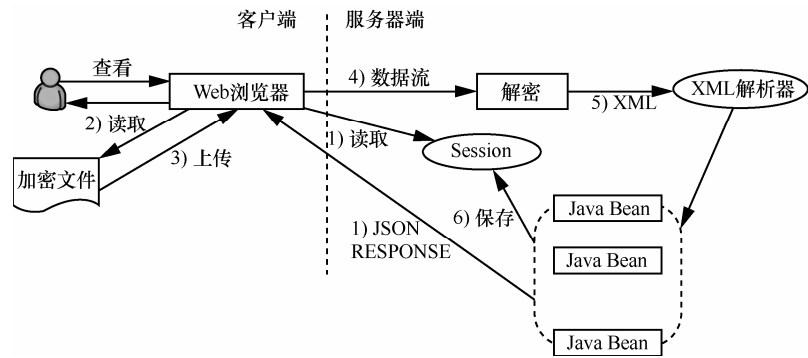 客户端
服务器端
查看
Web浏览器
4) 数据流
解密
5) XML
XML解析器
2) 读取
3) 上传
1) 读取
Session
加密文件
6) 保存
Java Bean
1) JSON
RESPONSE
Java Bean
Java Bean